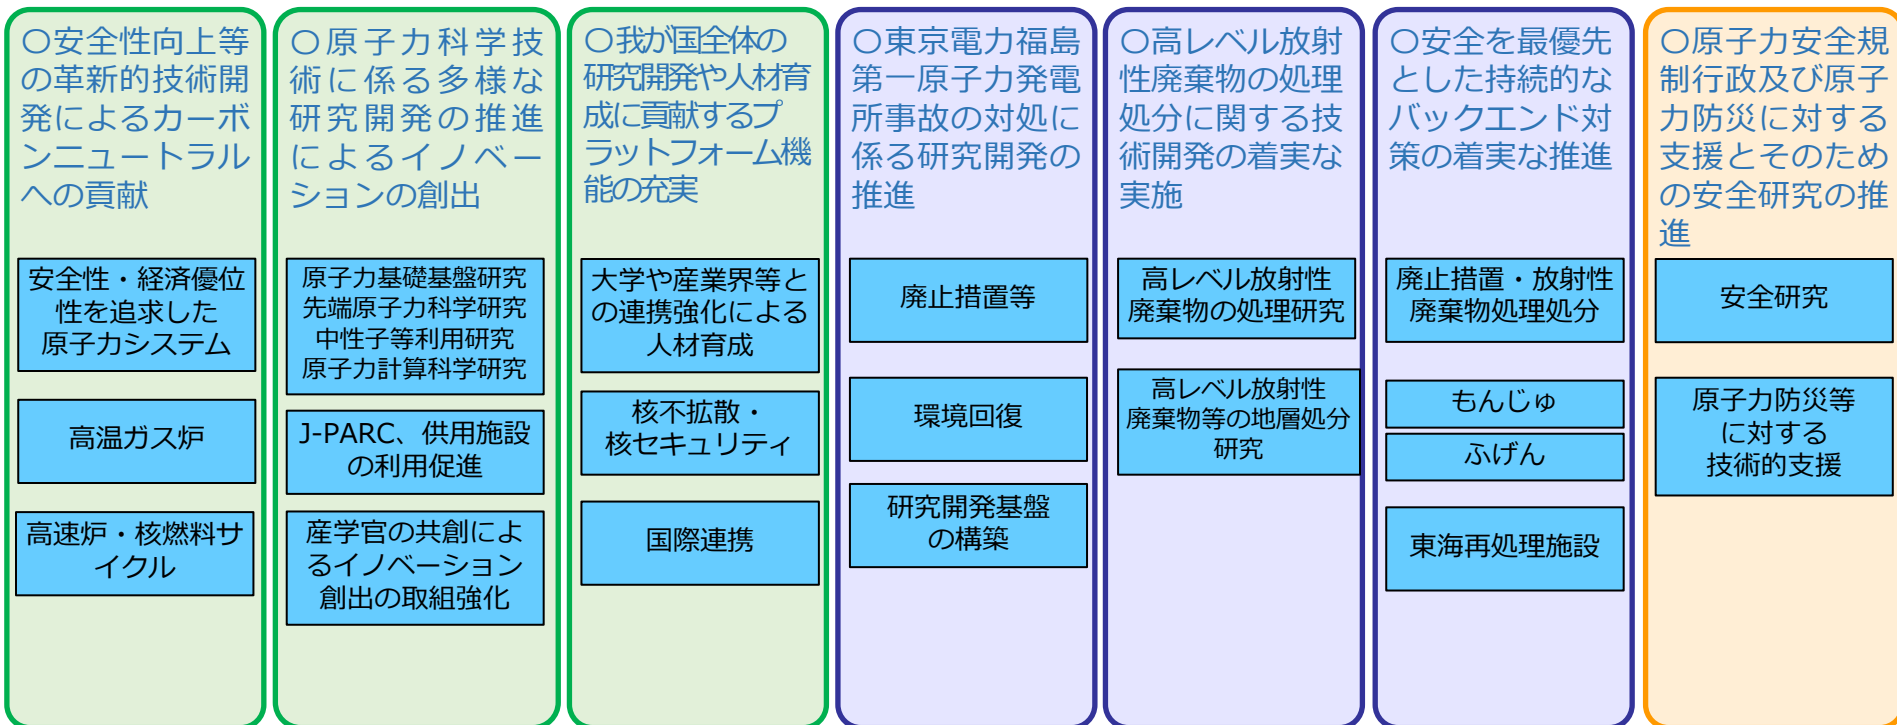 〇安全性向上等
の革新的技術開
発によるカーボ
ンニュートラル
への貢献
安全性・経済優位
性を追求した
原子力システム
高温ガス炉
高速炉・核燃料サ
イクル
〇原子力科学技
術に係る多様な
研究開発の推進
によるイノベー
ションの創出
原子力基礎基盤研究
先端原子力科学研究
中性子等利用研究
原子力計算科学研究
J-PARC、供用施設
の利用促進
産学官の共創によ
るイノベーション
創出の取組強化
〇我が国全体の
研究開発や人材育
成に貢献するプ
ラットフォーム機
能の充実
大学や産業界等と
の連携強化による
人材育成
核不拡散・
核セキュリティ
国際連携
〇東京電力福島
第一原子力発電
所事故の対処に
係る研究開発の
推進
廃止措置等
環境回復
研究開発基盤
の構築
〇高レベル放射
性廃棄物の処理
処分に関する技
術開発の着実な
実施
高レベル放射性
廃棄物の処理研究
高レベル放射性
廃棄物等の地層処分
研究
〇安全を最優先
とした持続的な
バックエンド対
策の着実な推進
廃止措置・放射性
廃棄物処理処分
もんじゅ
ふげん
東海再処理施設
〇原子力安全規
制行政及び原子
力防災に対する
支援とそのため
の安全研究の推
進
安全研究
原子力防災等
に対する
技術的支援